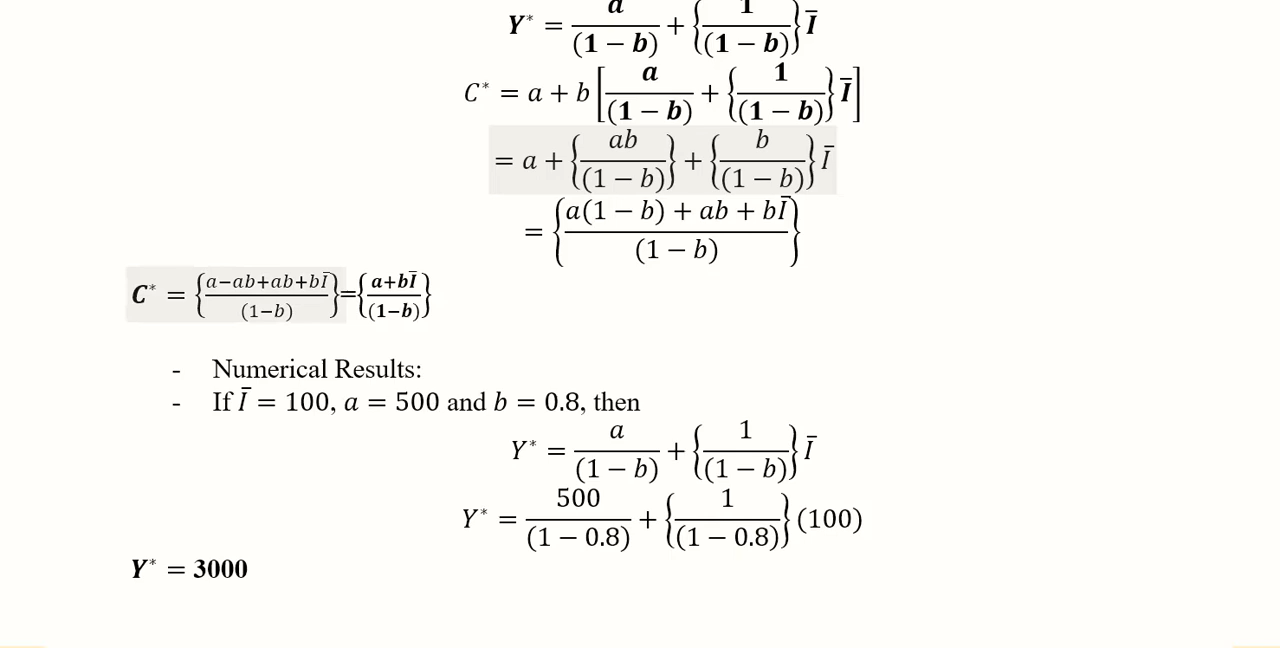 Y* = a/(1 − b) + {1/(1 − b)} Ī
C* = a + b [a/(1 − b) + {1/(1 − b)} Ī]
= a + {ab/(1 − b)} + {b/(1 − b)} Ī
= {a(1 − b) + ab + bĪ/(1 − b)}
C* = {a−ab+ab+bĪ/(1−b)}={a+bĪ/(1−b)}
- Numerical Results:
- If Ī = 100, a = 500 and b = 0.8, then
Y* = a/(1 − b) + {1/(1 − b)} Ī
Y* = 500/(1 − 0.8) + {1/(1 − 0.8)} (100)
Y* = 3000